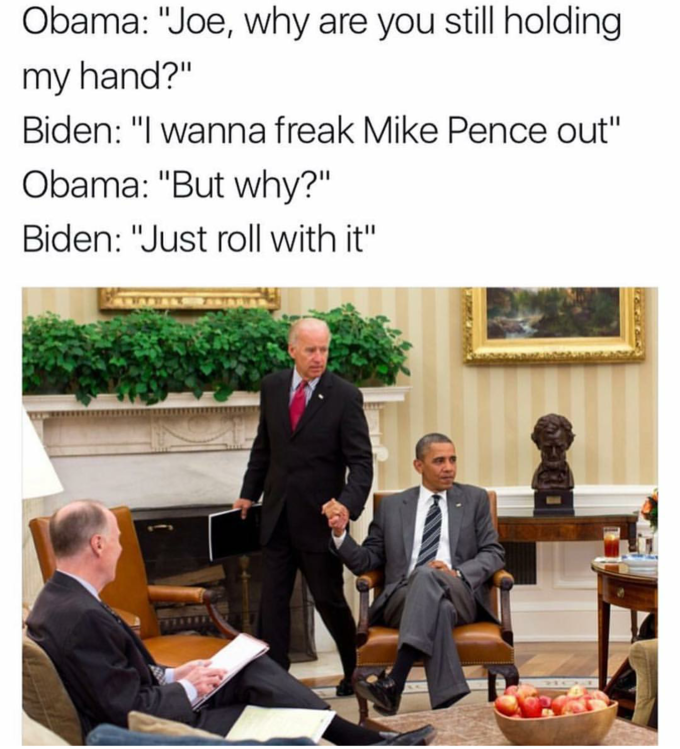 Obama: "Joe, why are you still holding
my hand?"
Biden: "I wanna freak Mike Pence out"
Obama: "But why?"
Biden: "Just roll with it"